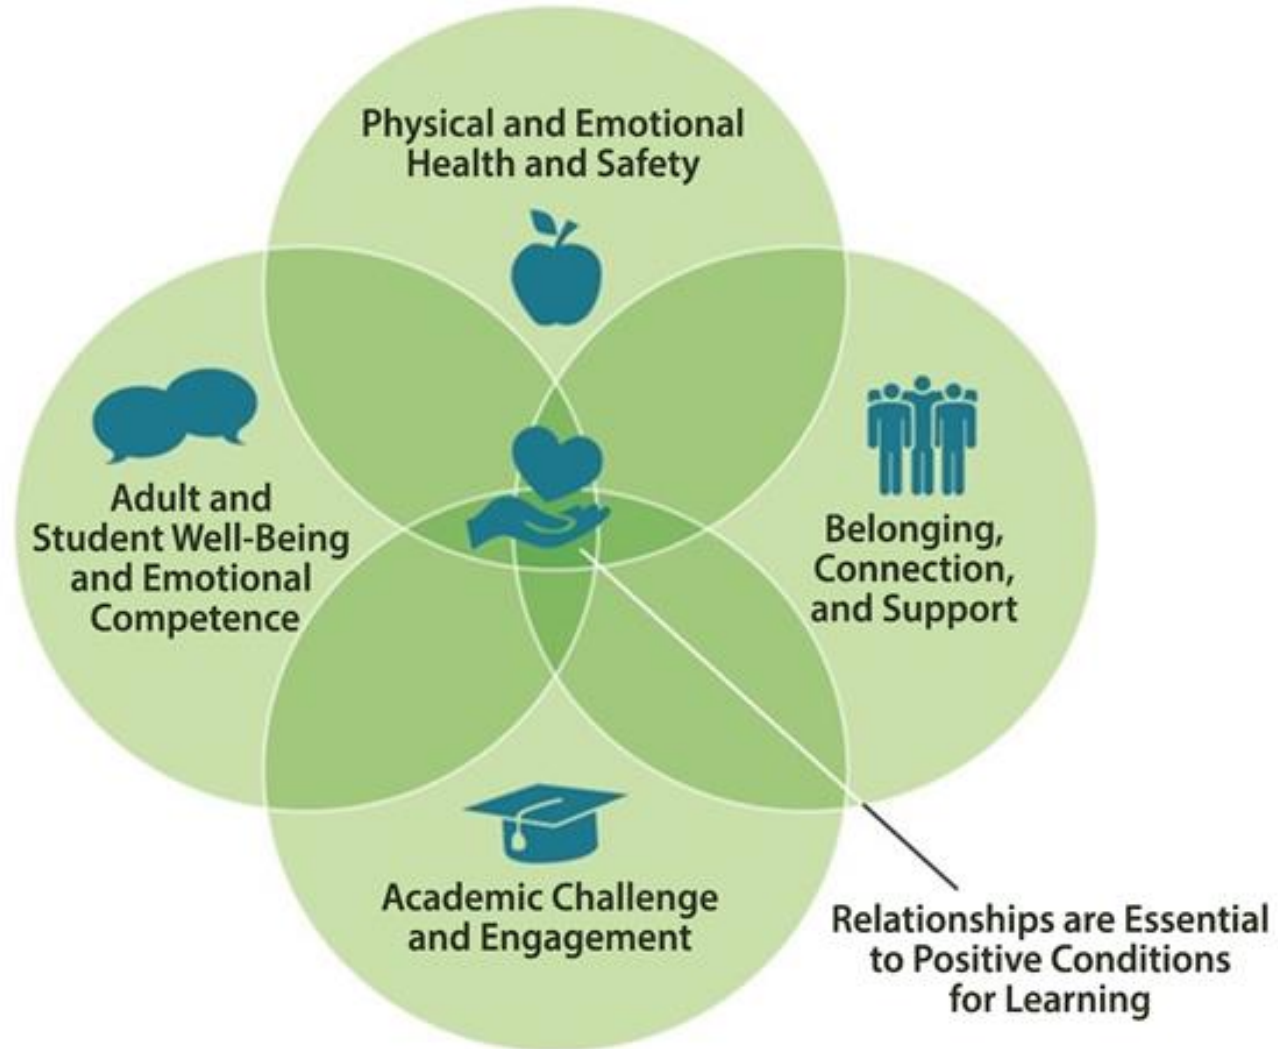 Physical and Emotional
Health and Safety
Adult and
Student Well-Being
and Emotional
Competence
Belonging,
Connection,
and Support
Academic Challenge
and Engagement
Relationships are Essential
to Positive Conditions
for Learning